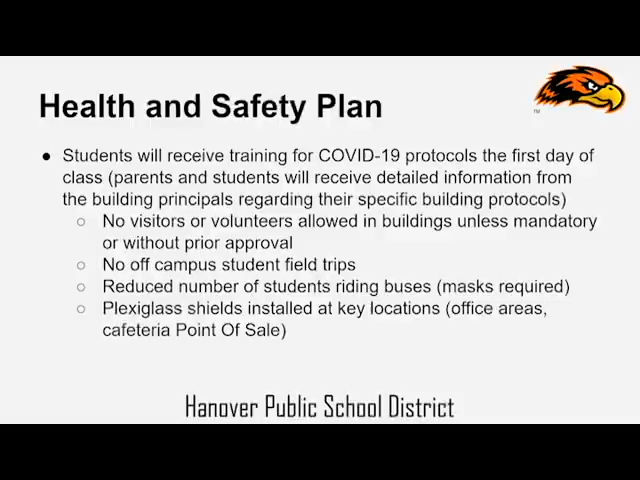 Health and Safety Plan
TM
● Students will receive training for COVID-19 protocols the first day of
class (parents and students will receive detailed information from
the building principals regarding their specific building protocols)
○ No visitors or volunteers allowed in buildings unless mandatory
or without prior approval
○ No off campus student field trips
○ Reduced number of students riding buses (masks required)
○ Plexiglass shields installed at key locations (office areas,
cafeteria Point Of Sale)
Hanover Public School District